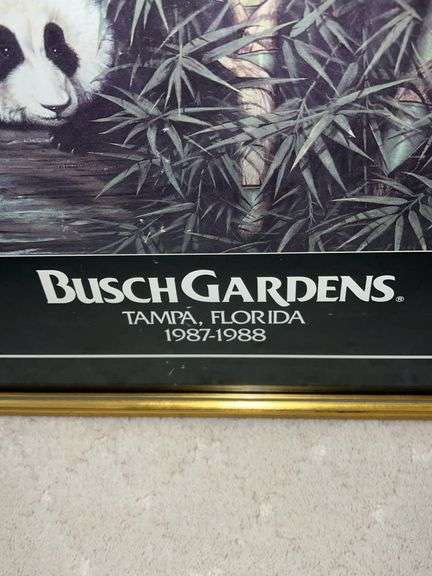 BUSCH GARDENS®
TAMPA, FLORIDA
1987-1988